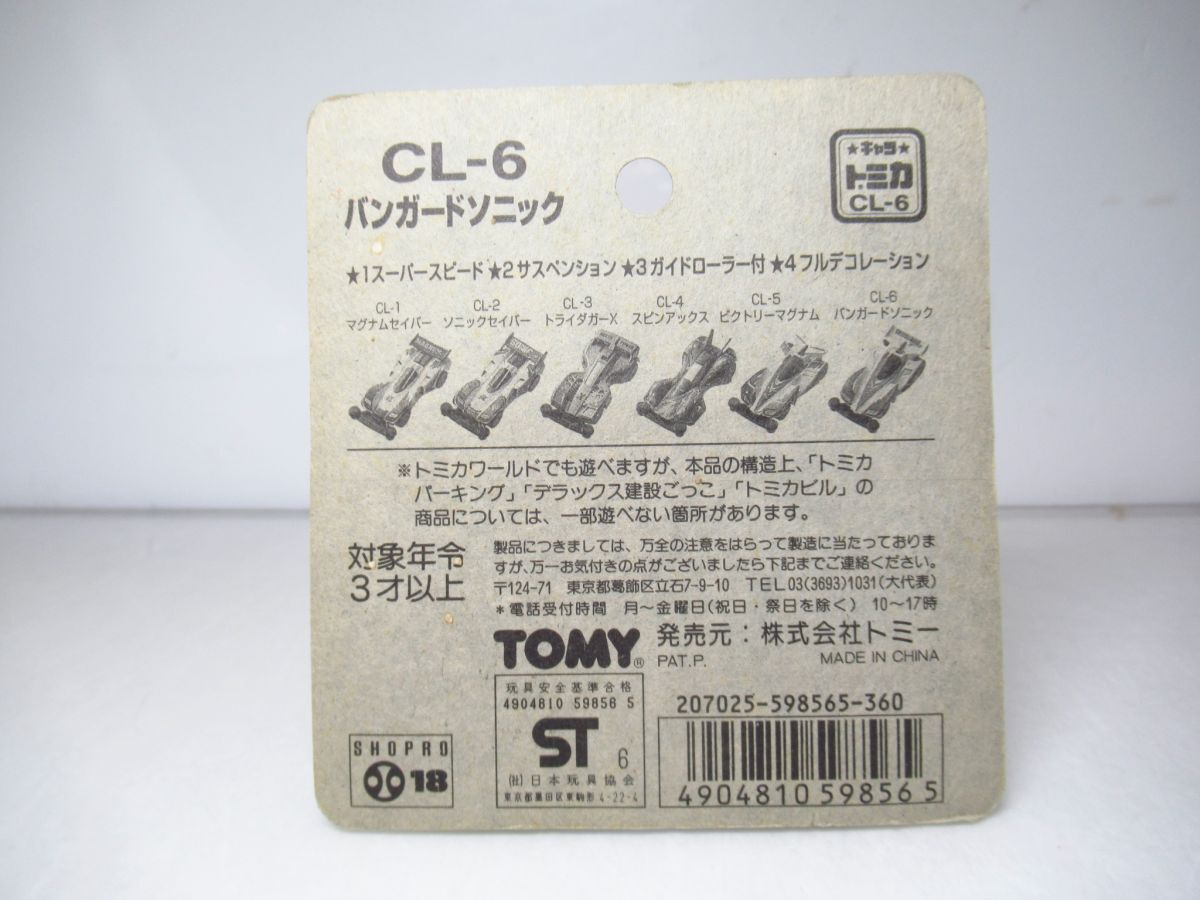 CL-6
バンガードソニック
★キャラ★
トミカ
CL-6
★1スーパースピード★2サスペンション★3ガイドローラー付★4フルデコレーション
CL-1
マグナムセイバー
CL-2
ソニックセイバー
CL-3
トライダガーX
CL-4
スピンアックス
CL-5
ビクトリーマグナム
CL-6
バンガードソニック
※トミカワールドでも遊べますが、本品の構造上、「トミカ
パーキング」「デラックス建設ごっこ」「トミカビル」の
商品については、一部遊べない箇所があります。
対象年令
3才以上
製品につきましては、万全の注意をはらって製造に当たっておりま
すが、万一お気付きの点がございましたら下記までご連絡ください。
〒124-71 東京都葛飾区立石7-9-10 TEL03(3693)1031(大代表)
*電話受付時間 月〜金曜日(祝日・祭日を除く) 10〜17時
TOMY®
発売元：株式会社トミー
PAT.P. MADE IN CHINA
玩具安全基準合格
4904810 59856 5
ST 6
(社)日本玩具協会
東京都墨田区東駒形4-22-4
SHOPRO
18
207025-598565-360
4904810 598565